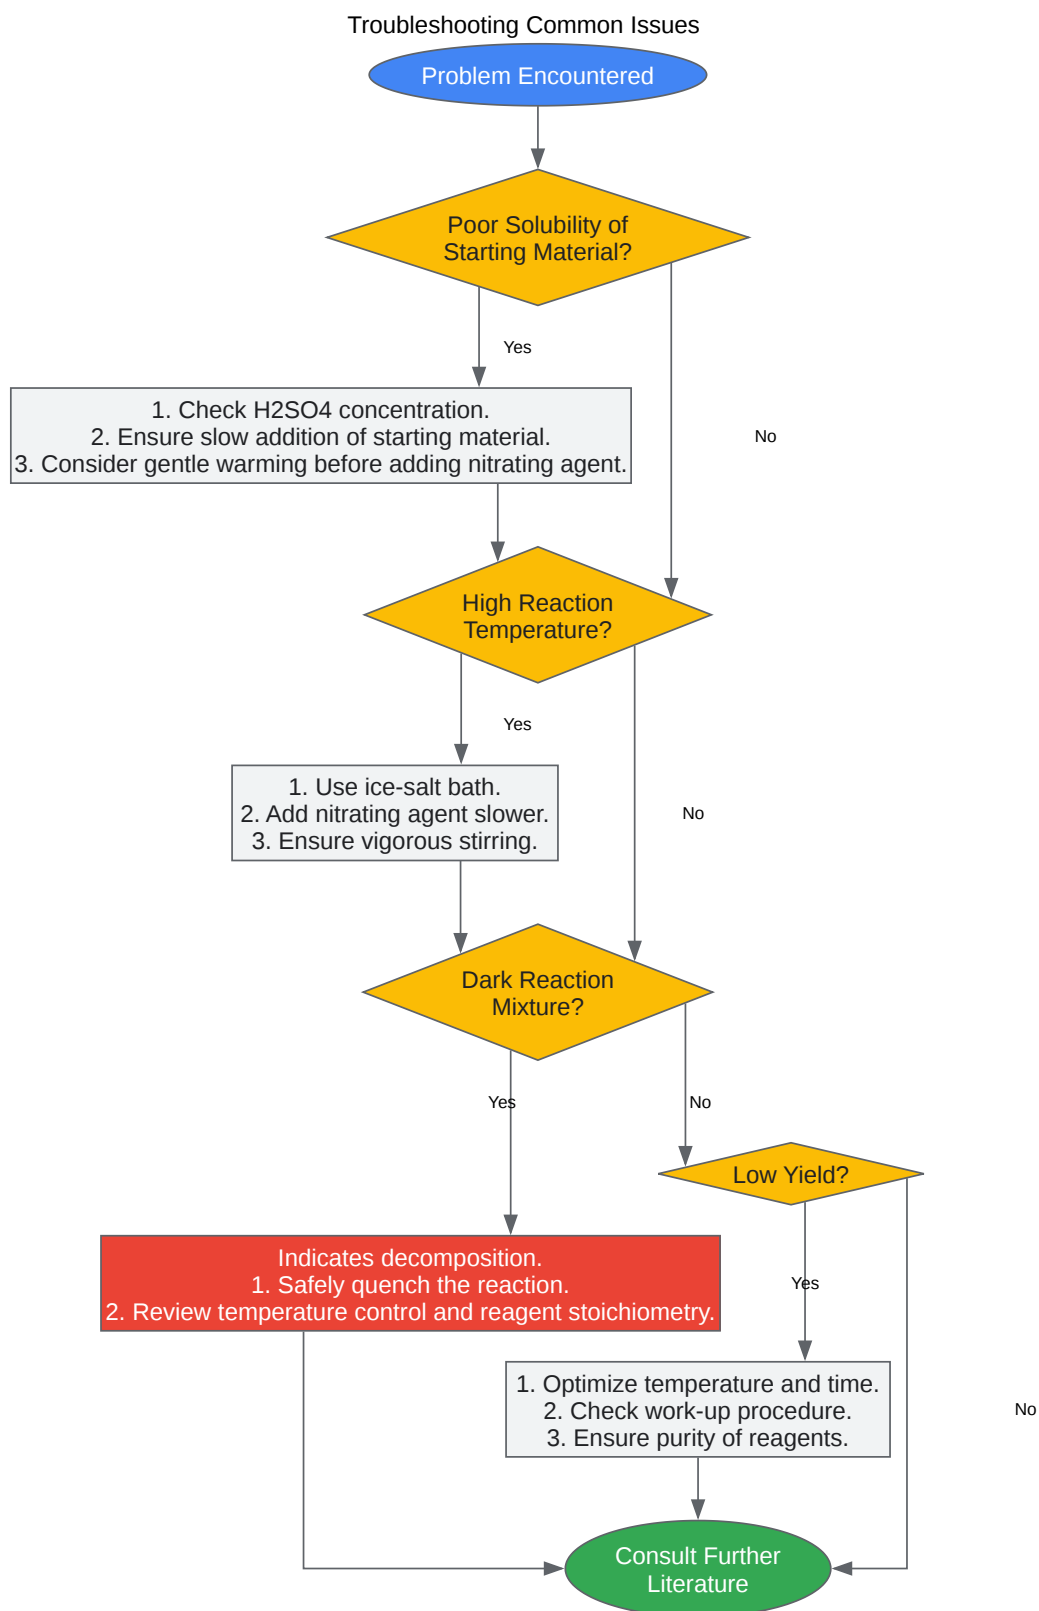 Troubleshooting Common Issues
Problem Encountered
Poor Solubility of
Starting Material?
Yes
1. Check H2SO4 concentration.
2. Ensure slow addition of starting material.
3. Consider gentle warming before adding nitrating agent.
No
High Reaction
Temperature?
Yes
1. Use ice-salt bath.
2. Add nitrating agent slower.
3. Ensure vigorous stirring.
No
Dark Reaction
Mixture?
Yes
No
Low Yield?
Indicates decomposition.
1. Safely quench the reaction.
2. Review temperature control and reagent stoichiometry.
Yes
1. Optimize temperature and time.
2. Check work-up procedure.
3. Ensure purity of reagents.
No
Consult Further
Literature